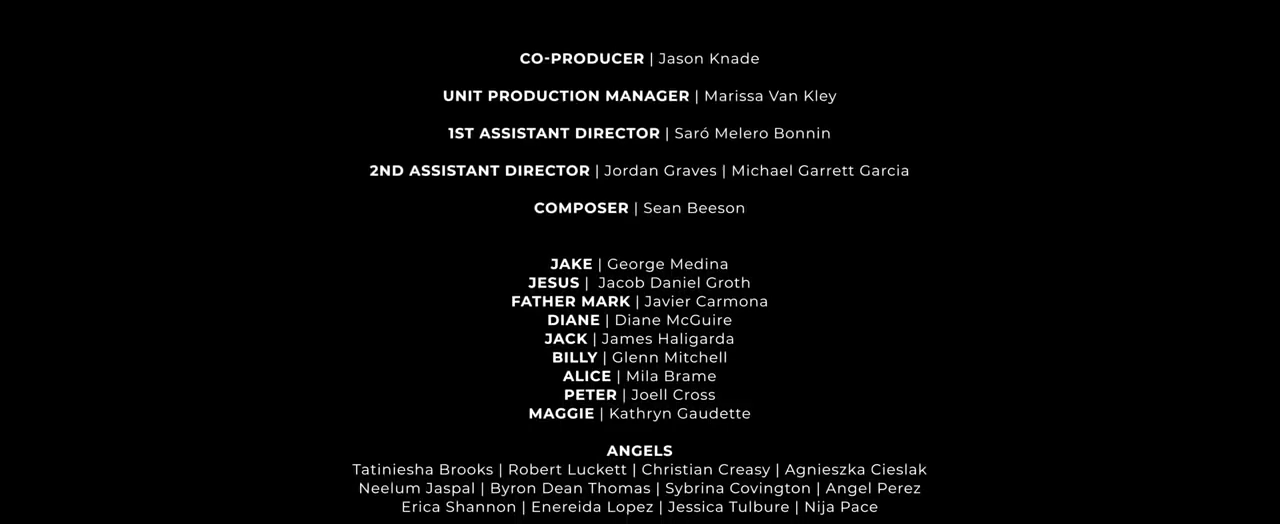 CO-PRODUCER | Jason Knade
UNIT PRODUCTION MANAGER | Marissa Van Kley
1ST ASSISTANT DIRECTOR | Saró Melero Bonnin
2ND ASSISTANT DIRECTOR | Jordan Graves | Michael Garrett Garcia
COMPOSER | Sean Beeson
JAKE | George Medina
JESUS | Jacob Daniel Groth
FATHER MARK | Javier Carmona
DIANE | Diane McGuire
JACK | James Haligarda
BILLY | Glenn Mitchell
ALICE | Mila Brame
PETER | Joell Cross
MAGGIE | Kathryn Gaudette
ANGELS
Tatiniesha Brooks | Robert Luckett | Christian Creasy | Agnieszka Cieslak
Neelum Jaspal | Byron Dean Thomas | Sybrina Covington | Angel Perez
Erica Shannon | Enereida Lopez | Jessica Tulbure | Nija Pace